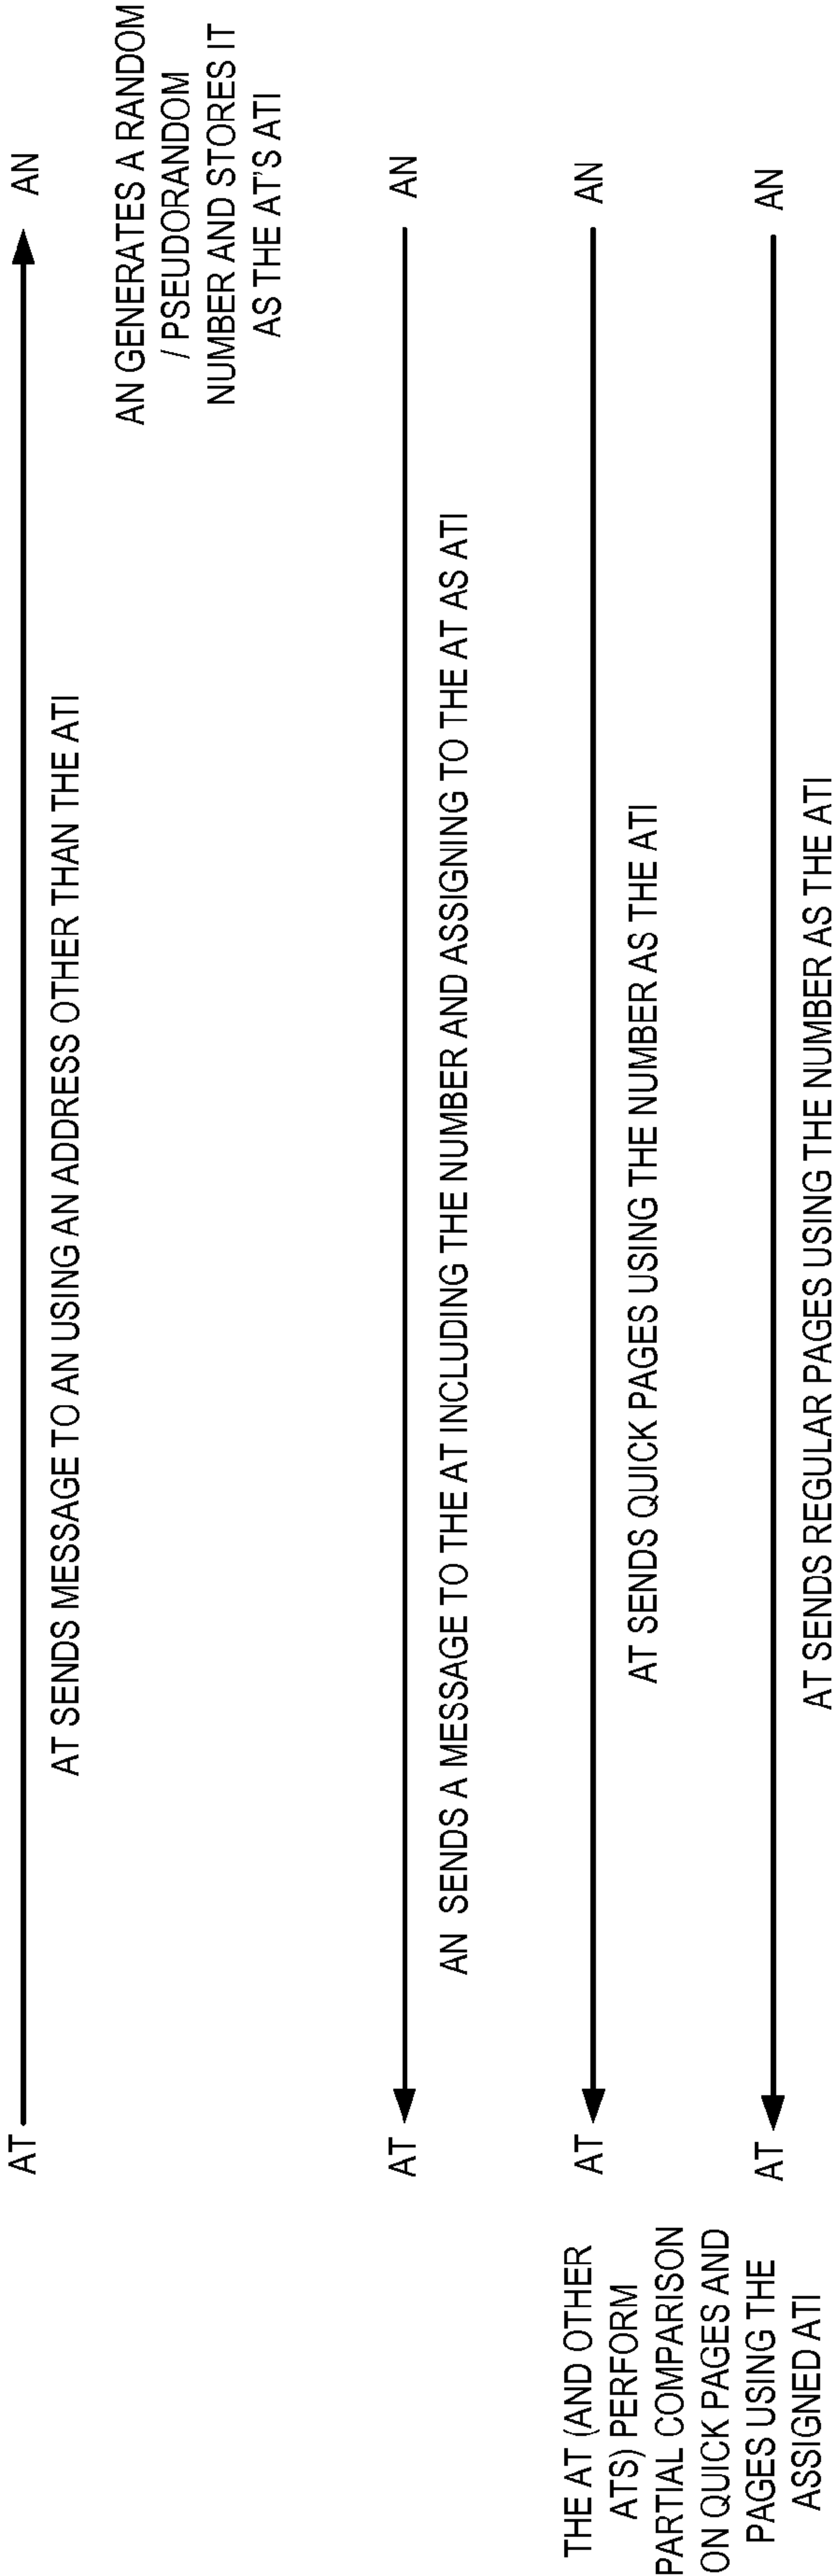 AT AN
AT SENDS MESSAGE TO AN USING AN ADDRESS OTHER THAN THE ATI
AN GENERATES A RANDOM
/ PSEUDORANDOM
NUMBER AND STORES IT
AS THE AT'S ATI
AT AN
AN SENDS A MESSAGE TO THE AT INCLUDING THE NUMBER AND ASSIGNING TO THE AT AS ATI
AT AN
AT SENDS QUICK PAGES USING THE NUMBER AS THE ATI
THE AT (AND OTHER
ATS) PERFORM
PARTIAL COMPARISON
ON QUICK PAGES AND
PAGES USING THE
ASSIGNED ATI
AT AN
AT SENDS REGULAR PAGES USING THE NUMBER AS THE ATI